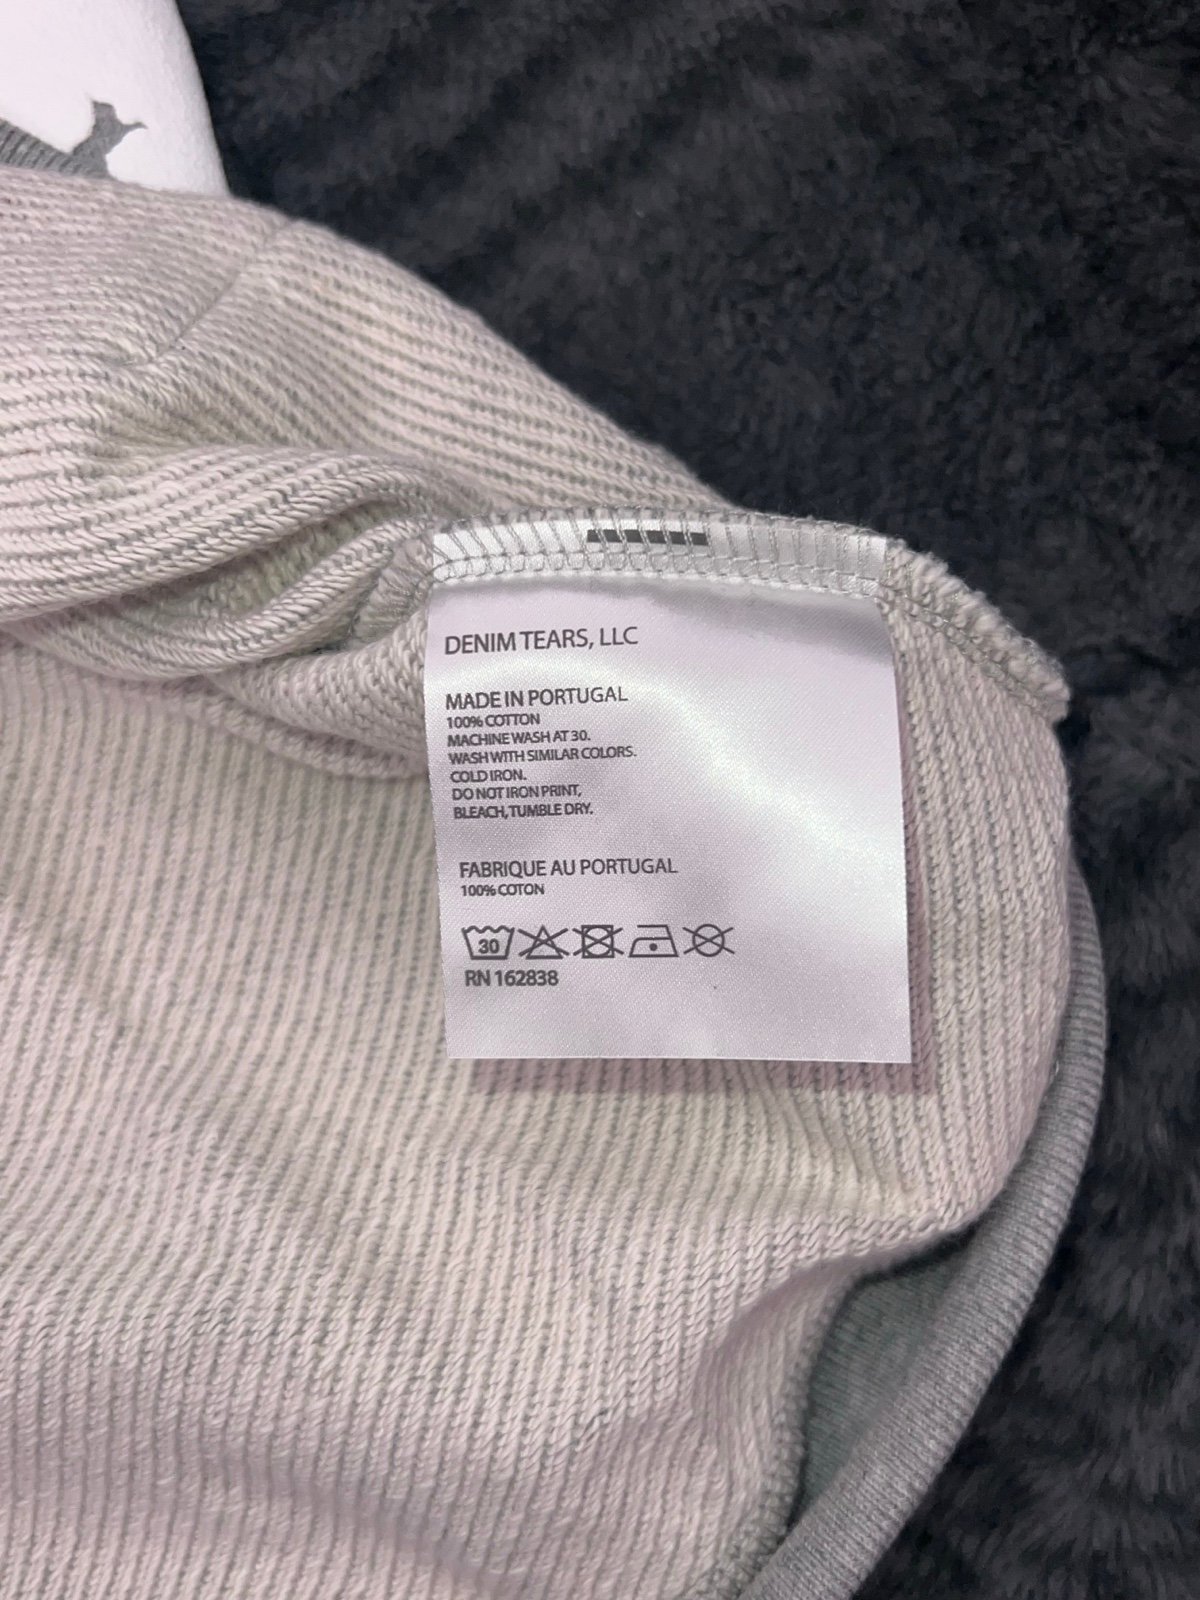 DENIM TEARS, LLC
MADE IN PORTUGAL
100% COTTON
MACHINE WASH AT 30.
WASH WITH SIMILAR COLORS.
COLD IRON.
DO NOT IRON PRINT,
BLEACH, TUMBLE DRY.
FABRIQUE AU PORTUGAL
100% COTON
30
RN 162838